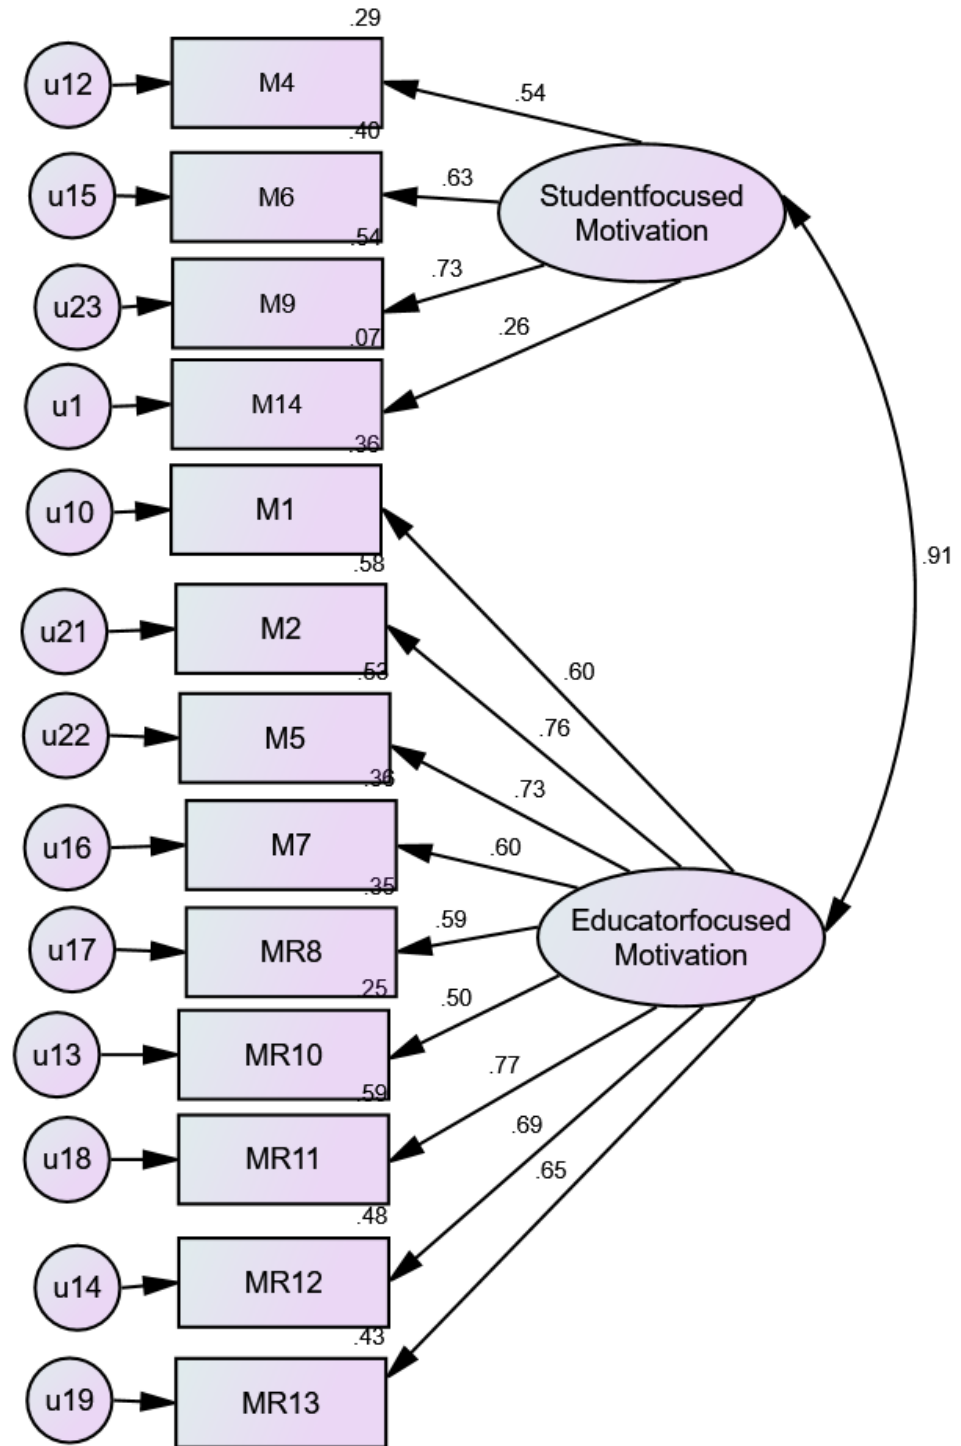 .29
u12
M4
.54
.40
u15
M6
.63
Studentfocused
Motivation
.54
u23
M9
.73
.07
u1
M14
.26
.36
u10
M1
.91
.58
u21
M2
.60
.53
u22
M5
.76
.36
u16
M7
.73
.60
.35
u17
MR8
.59
Educatorfocused
Motivation
.25
u13
MR10
.50
.59
u18
MR11
.77
.48
u14
MR12
.69
.65
.43
u19
MR13